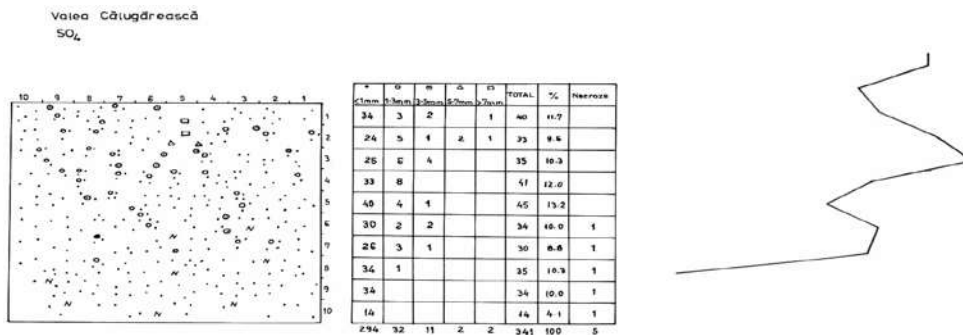 Valea Călugărească
SO4
10 9 8 7 6 5 4 3 2 1
1
2
3
4
5
6
7
8
9
10
<1mm 1-3mm 3-5mm 5-7mm >7mm TOTAL % Necroze
34 3 2 1 40 11.7
24 5 1 2 1 33 9.6
26 5 4 35 10.3
33 8 41 12.0
40 4 1 45 13.2
30 2 2 34 10.0 1
26 3 1 30 8.8 1
34 1 35 10.3 1
34 34 10.0 1
14 14 4.1 1
294 32 11 2 2 341 100 5